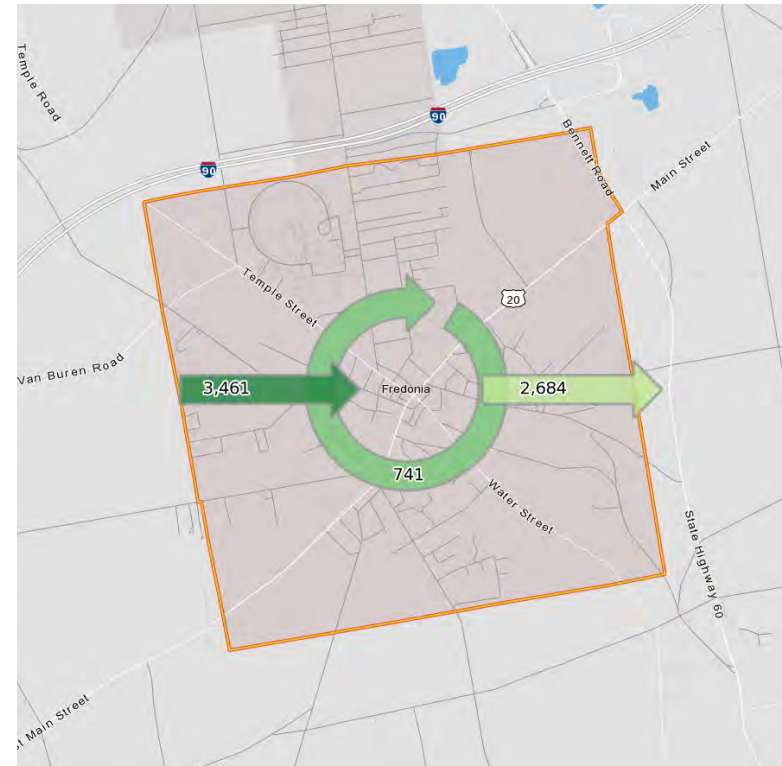 Temple Road
90
Bennett Road
Main Street
90
Temple Street
20
Van Buren Road
3,461
Fredonia
2,684
741
Water Street
State Highway 60
st Main Street